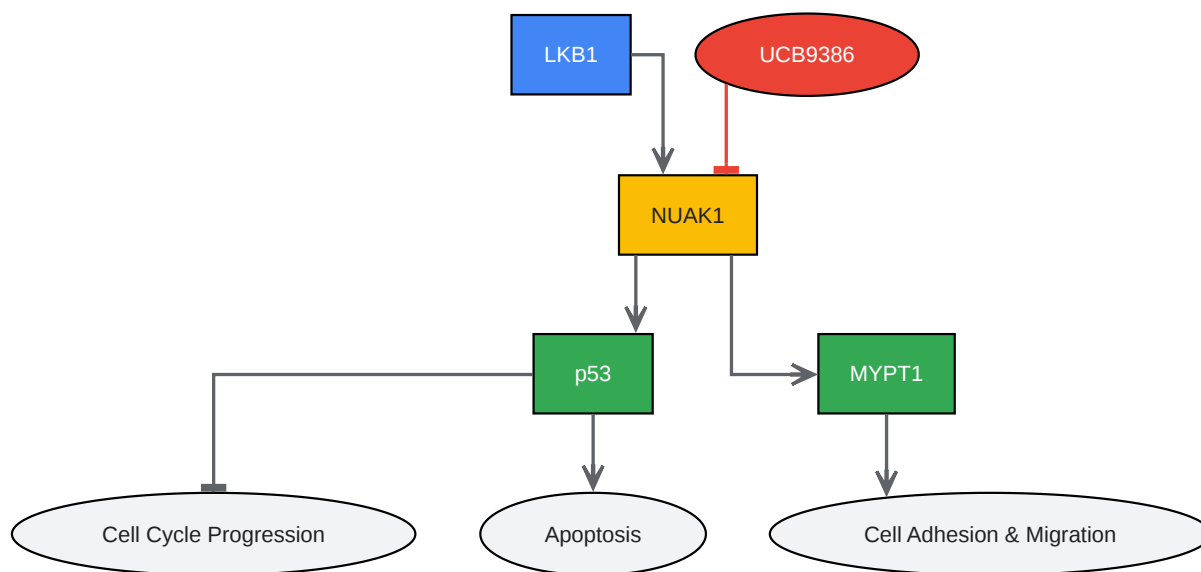 LKB1
UCB9386
NUAK1
p53
MYPT1
Cell Cycle Progression
Apoptosis
Cell Adhesion & Migration